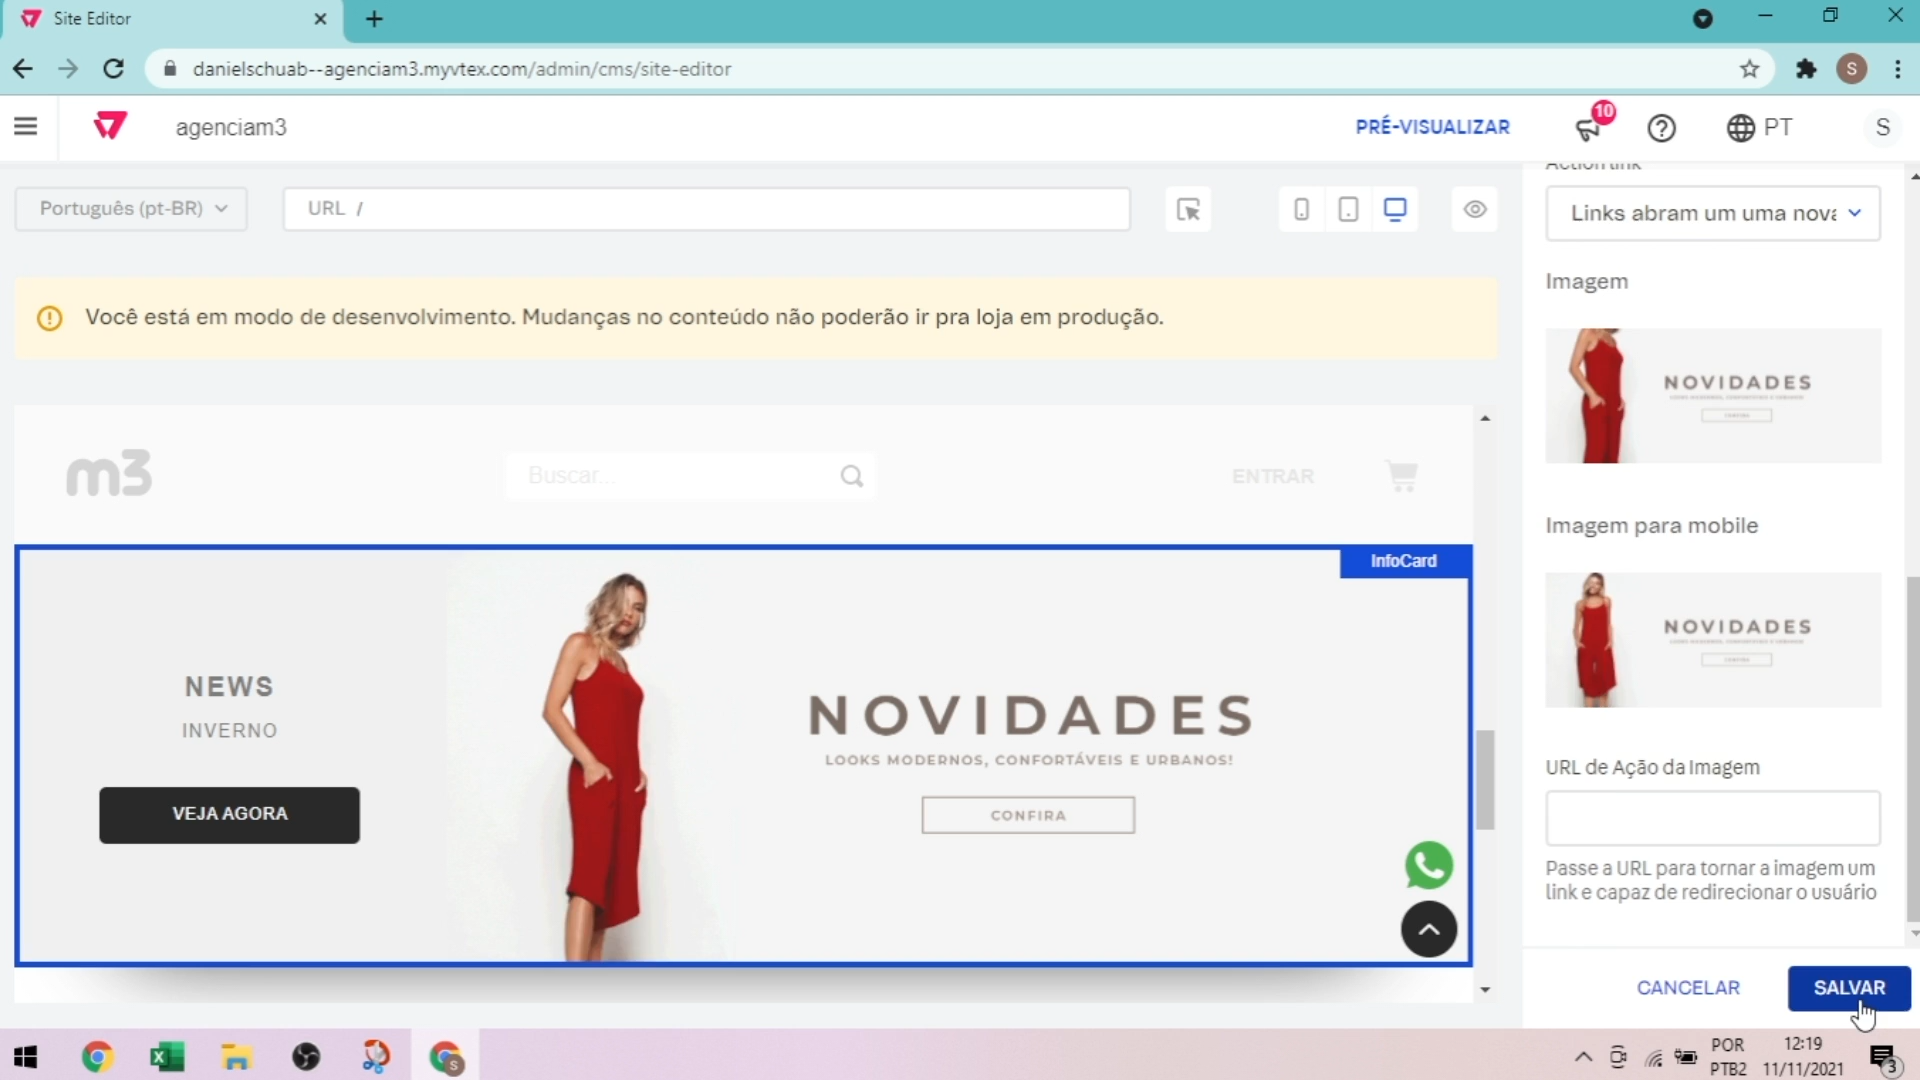 Site Editor
danielschuab--agenciam3.myvtex.com/admin/cms/site-editor
S
agenciam3
PRÉ-VISUALIZAR
10
PT
S
Português (pt-BR)
URL /
Action link
Links abram um uma nova
Você está em modo de desenvolvimento. Mudanças no conteúdo não poderão ir pra loja em produção.
Imagem
NOVIDADES
m3
Buscar...
ENTRAR
Imagem para mobile
NOVIDADES
InfoCard
NEWS
INVERNO
VEJA AGORA
NOVIDADES
LOOKS MODERNOS, CONFORTÁVEIS E URBANOS!
CONFIRA
URL de Ação da Imagem
Passe a URL para tornar a imagem um
link e capaz de redirecionar o usuário
CANCELAR
SALVAR
S
POR
PTB2
12:19
11/11/2021
3